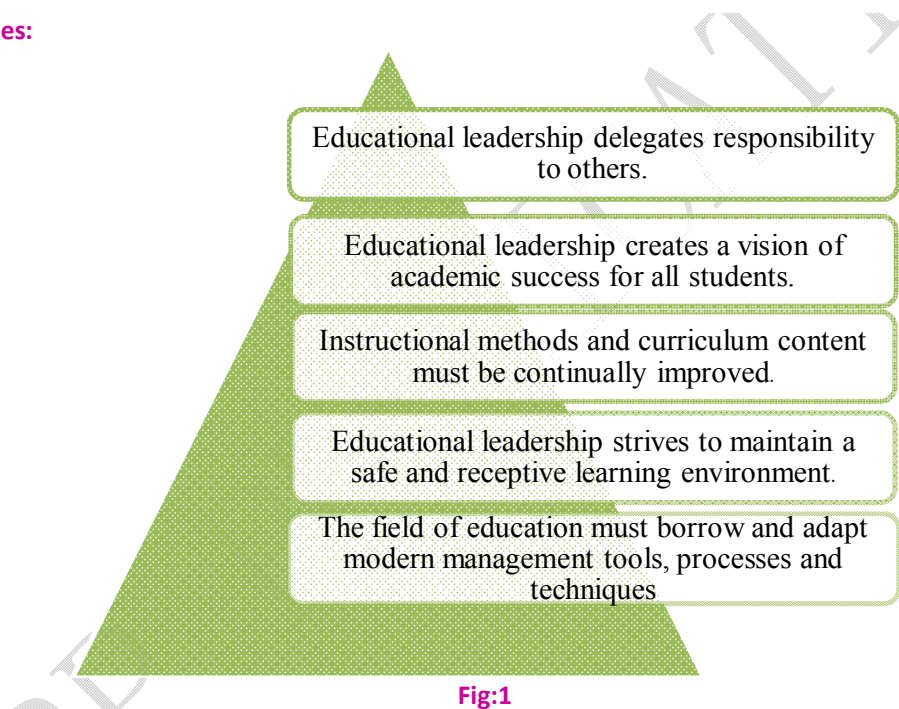 es:
Educational leadership delegates responsibility
to others.
Educational leadership creates a vision of
academic success for all students.
Instructional methods and curriculum content
must be continually improved.
Educational leadership strives to maintain a
safe and receptive learning environment.
The field of education must borrow and adapt
modern management tools, processes and
techniques
Fig:1